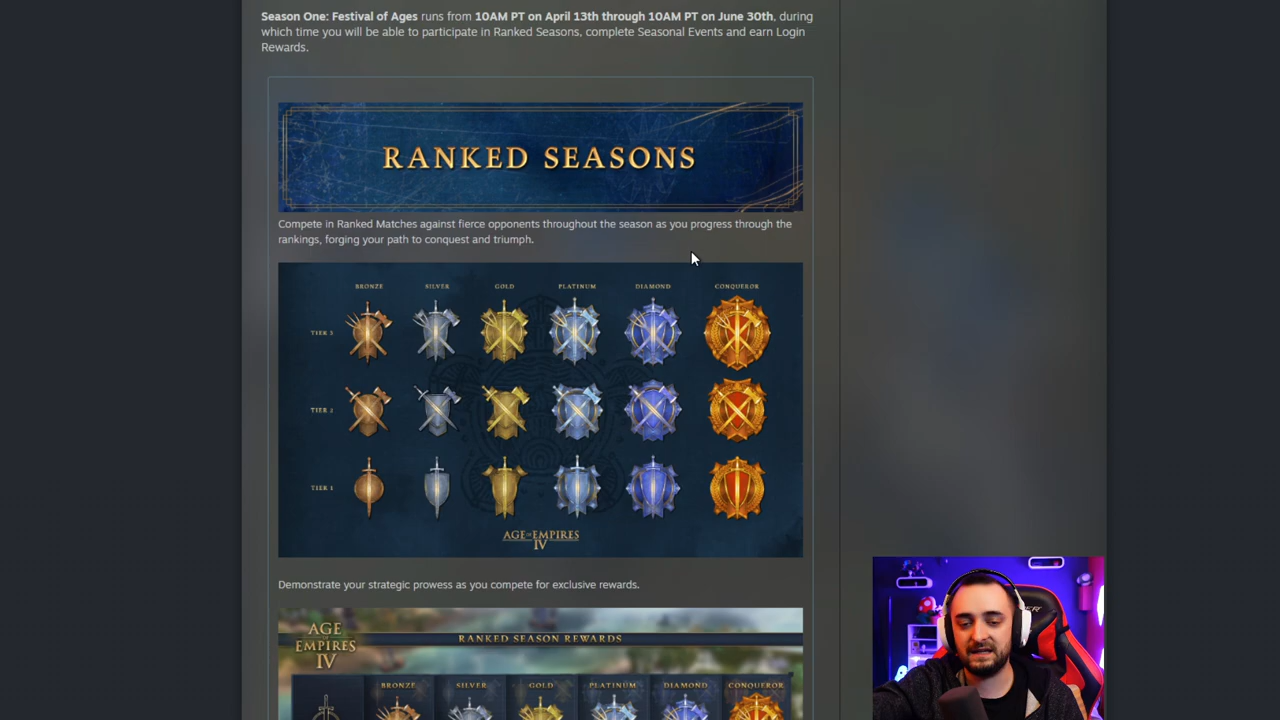 Season One: Festival of Ages runs from 10AM PT on April 13th through 10AM PT on June 30th, during
which time you will be able to participate in Ranked Seasons, complete Seasonal Events and earn Login
Rewards.
RANKED SEASONS
Compete in Ranked Matches against fierce opponents throughout the season as you progress through the
rankings, forging your path to conquest and triumph.
BRONZE SILVER GOLD PLATINUM DIAMOND CONQUEROR
TIER 3
TIER 2
TIER 1
AGE OF EMPIRES
IV
Demonstrate your strategic prowess as you compete for exclusive rewards.
AGE
OF
EMPIRES
IV
RANKED SEASON REWARDS
BRONZE SILVER GOLD PLATINUM DIAMOND CONQUEROR